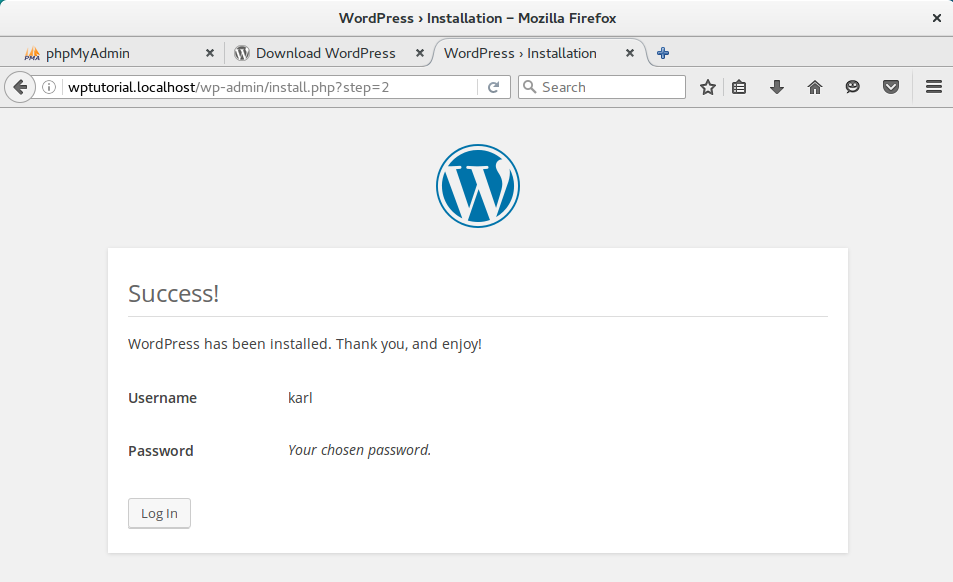 WordPress › Installation – Mozilla Firefox
PMA phpMyAdmin
Download WordPress
WordPress › Installation
wptutorial.localhost/wp-admin/install.php?step=2
Search
W
Success!
WordPress has been installed. Thank you, and enjoy!
Username karl
Password Your chosen password.
Log In